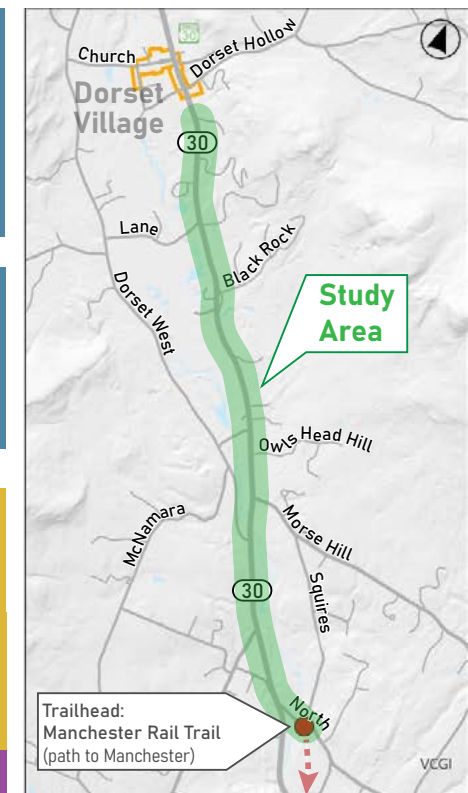 30
Church
Dorset Hollow
Dorset
Village
30
Lane
Black Rock
Dorset West
Study
Area
Owls Head Hill
McNamara
Morse Hill
Squires
30
North
Trailhead:
Manchester Rail Trail
(path to Manchester)
VCGI